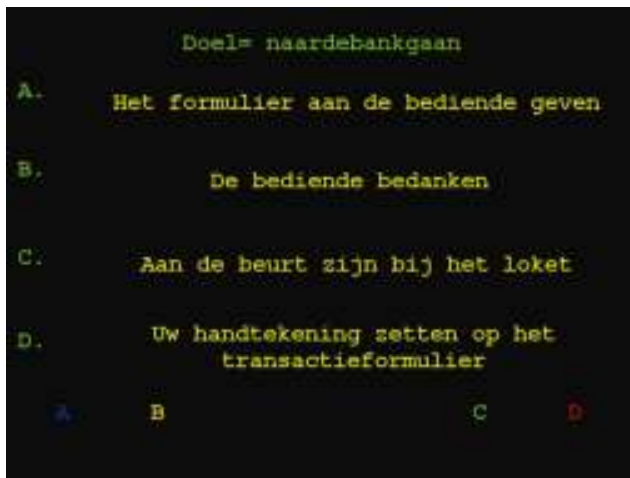 Doel= naardebankgaan
A. Het formulier aan de bediende geven
B. De bediende bedanken
C. Aan de beurt zijn bij het loket
D. Uw handtekening zetten op het
transactieformulier
A B C D